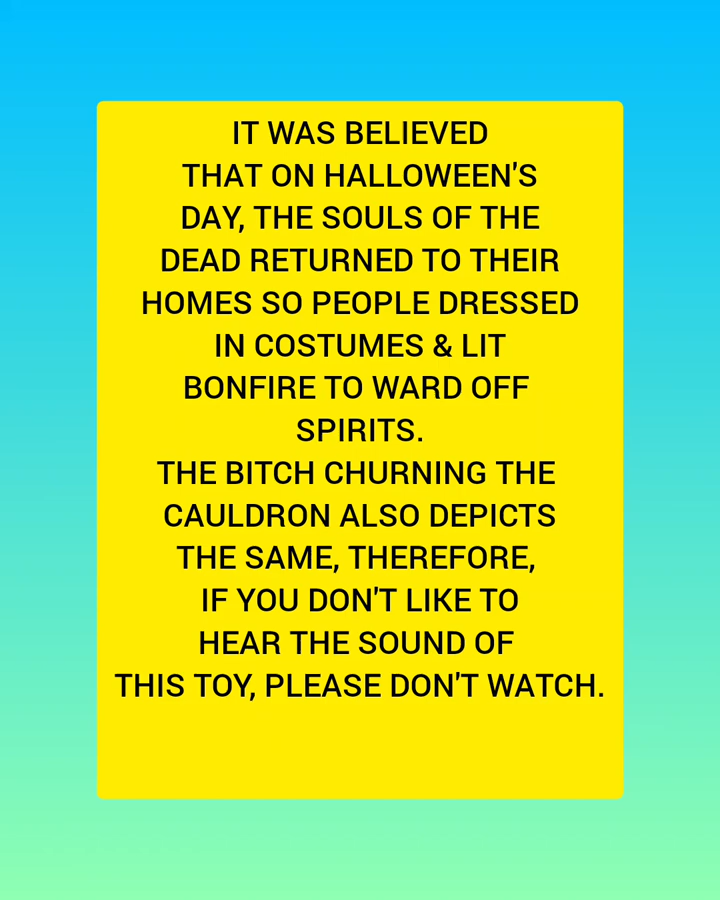 IT WAS BELIEVED
THAT ON HALLOWEEN'S
DAY, THE SOULS OF THE
DEAD RETURNED TO THEIR
HOMES SO PEOPLE DRESSED
IN COSTUMES & LIT
BONFIRE TO WARD OFF
SPIRITS.
THE BITCH CHURNING THE
CAULDRON ALSO DEPICTS
THE SAME, THEREFORE,
IF YOU DON'T LIKE TO
HEAR THE SOUND OF
THIS TOY, PLEASE DON'T WATCH.